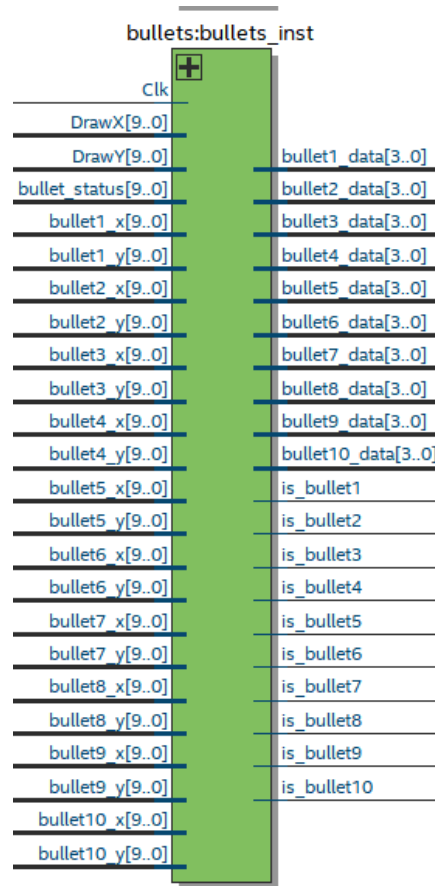 bullets:bullets_inst
Clk
DrawX[9..0]
DrawY[9..0]
bullet_status[9..0]
bullet1_x[9..0]
bullet1_y[9..0]
bullet2_x[9..0]
bullet2_y[9..0]
bullet3_x[9..0]
bullet3_y[9..0]
bullet4_x[9..0]
bullet4_y[9..0]
bullet5_x[9..0]
bullet5_y[9..0]
bullet6_x[9..0]
bullet6_y[9..0]
bullet7_x[9..0]
bullet7_y[9..0]
bullet8_x[9..0]
bullet8_y[9..0]
bullet9_x[9..0]
bullet9_y[9..0]
bullet10_x[9..0]
bullet10_y[9..0]
bullet1_data[3..0]
bullet2_data[3..0]
bullet3_data[3..0]
bullet4_data[3..0]
bullet5_data[3..0]
bullet6_data[3..0]
bullet7_data[3..0]
bullet8_data[3..0]
bullet9_data[3..0]
bullet10_data[3..0]
is_bullet1
is_bullet2
is_bullet3
is_bullet4
is_bullet5
is_bullet6
is_bullet7
is_bullet8
is_bullet9
is_bullet10